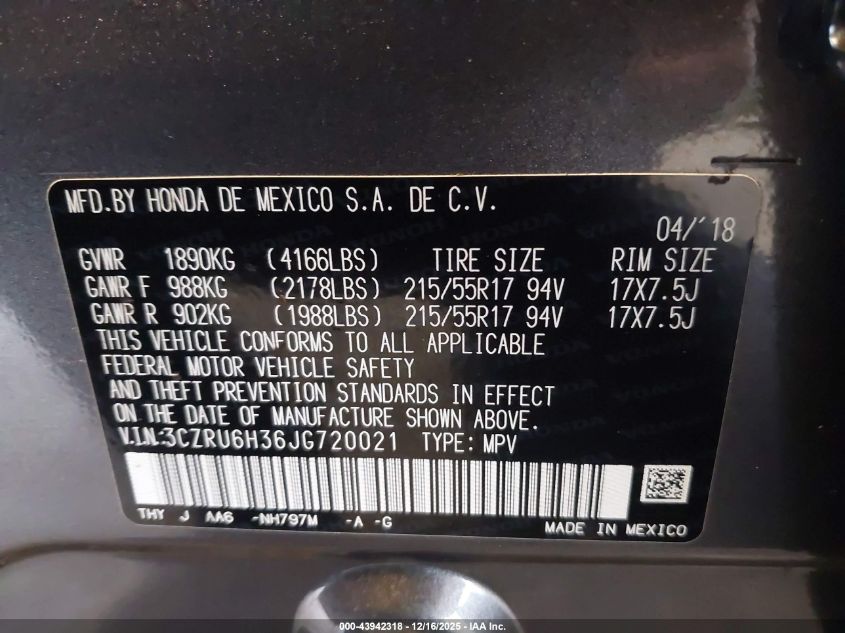 MFD.BY HONDA DE MEXICO S.A. DE C.V.
04/'18
GVWR 1890KG (4166LBS) TIRE SIZE RIM SIZE
GAWR F 988KG (2178LBS) 215/55R17 94V 17X7.5J
GAWR R 902KG (1988LBS) 215/55R17 94V 17X7.5J
THIS VEHICLE CONFORMS TO ALL APPLICABLE
FEDERAL MOTOR VEHICLE SAFETY
AND THEFT PREVENTION STANDARDS IN EFFECT
ON THE DATE OF MANUFACTURE SHOWN ABOVE.
V.I.N:3CZRU6H36JG720021 TYPE: MPV
THY J AA6 -NH797M -A -G
MADE IN MEXICO
000-43942318 - 12/16/2025 - IAA Inc.